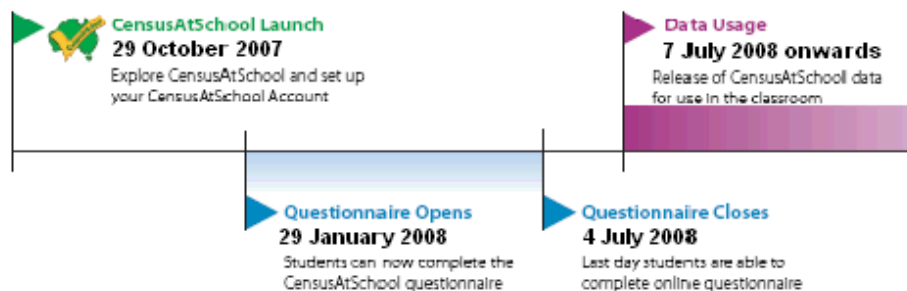 CensusAtSchool Launch
29 October 2007
Explore CensusAtSchool and set up
your CensusAtSchool Account
Data Usage
7 July 2008 onwards
Release of CensusAtSchool data
for use in the classroom
Questionnaire Opens
29 January 2008
Students can now complete the
CensusAtSchool questionnaire
Questionnaire Closes
4 July 2008
Last day students are able to
complete online questionnaire